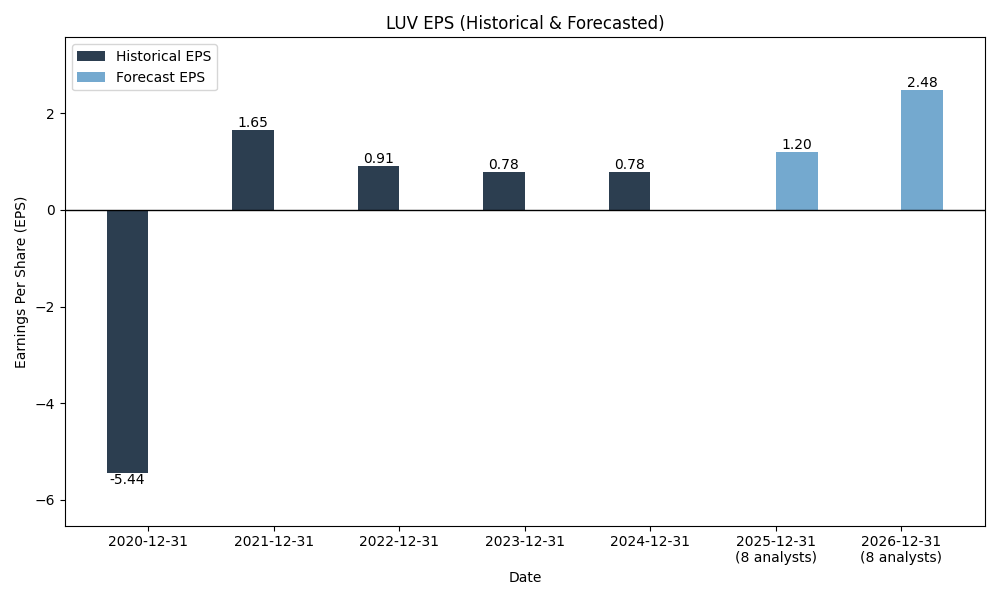 LUV EPS (Historical & Forecasted)
Historical EPS
Forecast EPS
Earnings Per Share (EPS)
2
0
−2
−4
−6
-5.44
1.65
0.91
0.78
0.78
1.20
2.48
2020-12-31
2021-12-31
2022-12-31
2023-12-31
2024-12-31
2025-12-31
(8 analysts)
2026-12-31
(8 analysts)
Date